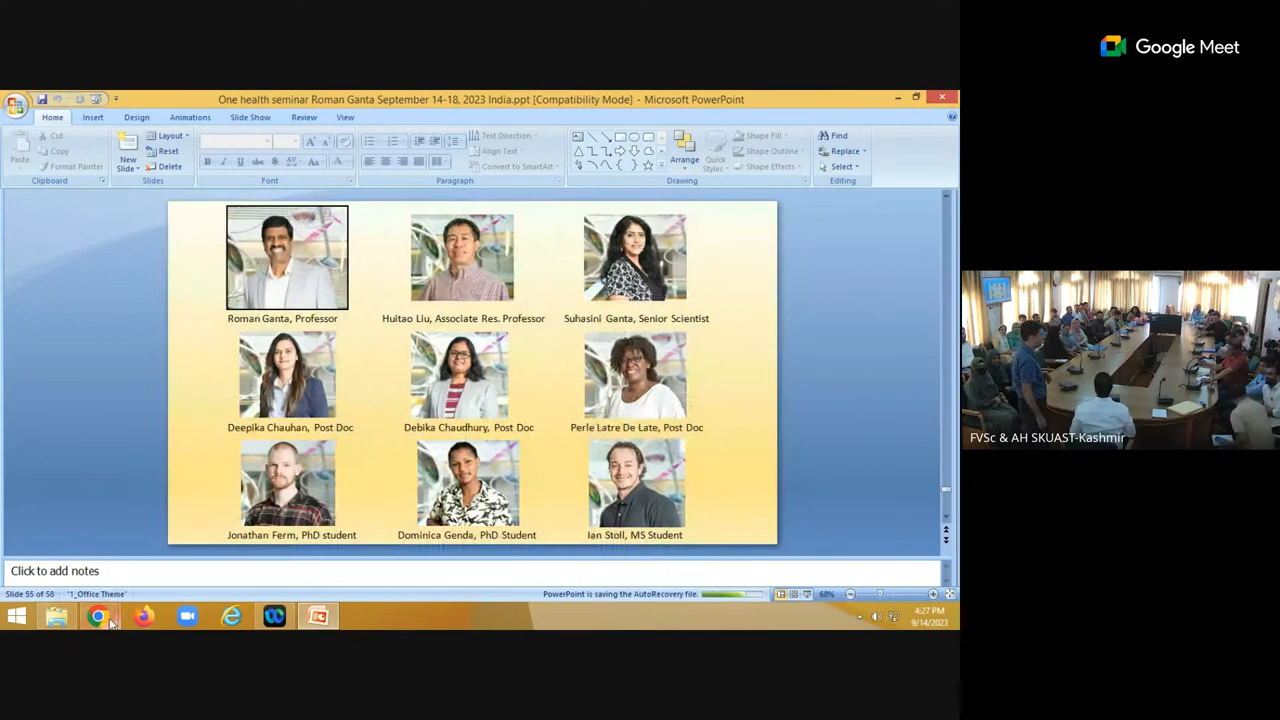 Google Meet
One health seminar Roman Ganta September 14-18, 2023 India.ppt [Compatibility Mode] - Microsoft PowerPoint
Home Insert Design Animations Slide Show Review View
Paste
Cut
Copy
Format Painter
Clipboard
New Slide
Layout
Reset
Delete
Slides
Font
Text Direction
Align Text
Convert to SmartArt
Paragraph
Arrange
Quick Styles
Shape Fill
Shape Outline
Shape Effects
Drawing
Find
Replace
Select
Editing
Roman Ganta, Professor
Huitao Liu, Associate Res. Professor
Suhasini Ganta, Senior Scientist
Deepika Chauhan, Post Doc
Debika Chaudhury, Post Doc
Perle Latre De Late, Post Doc
Jonathan Ferm, PhD student
Dominica Genda, PhD Student
Ian Stoll, MS Student
Click to add notes
Slide 55 of 58
"1_Office Theme"
PowerPoint is saving the AutoRecovery file.
68%
4:27 PM
9/14/2023
FVSc & AH SKUAST-Kashmir